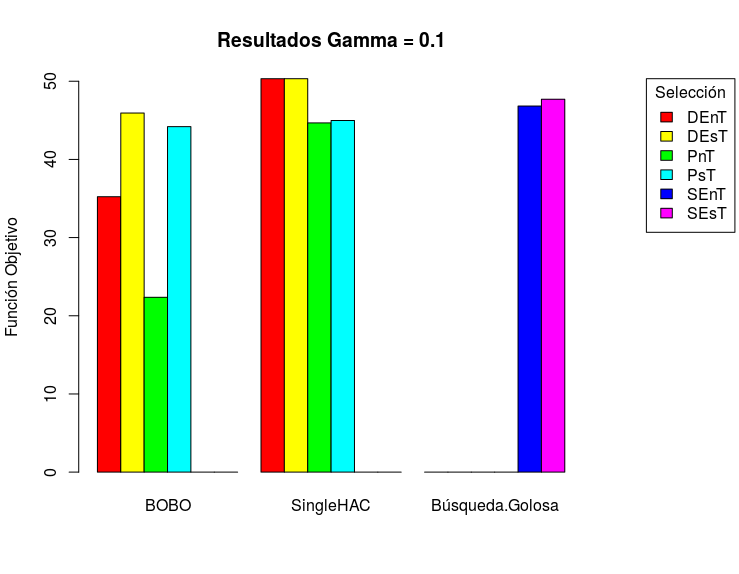 Resultados Gamma = 0.1
Función Objetivo
50
40
30
20
10
0
BOBO
SingleHAC
Búsqueda.Golosa
Selección
DEnT
DEsT
PnT
PsT
SEnT
SEsT